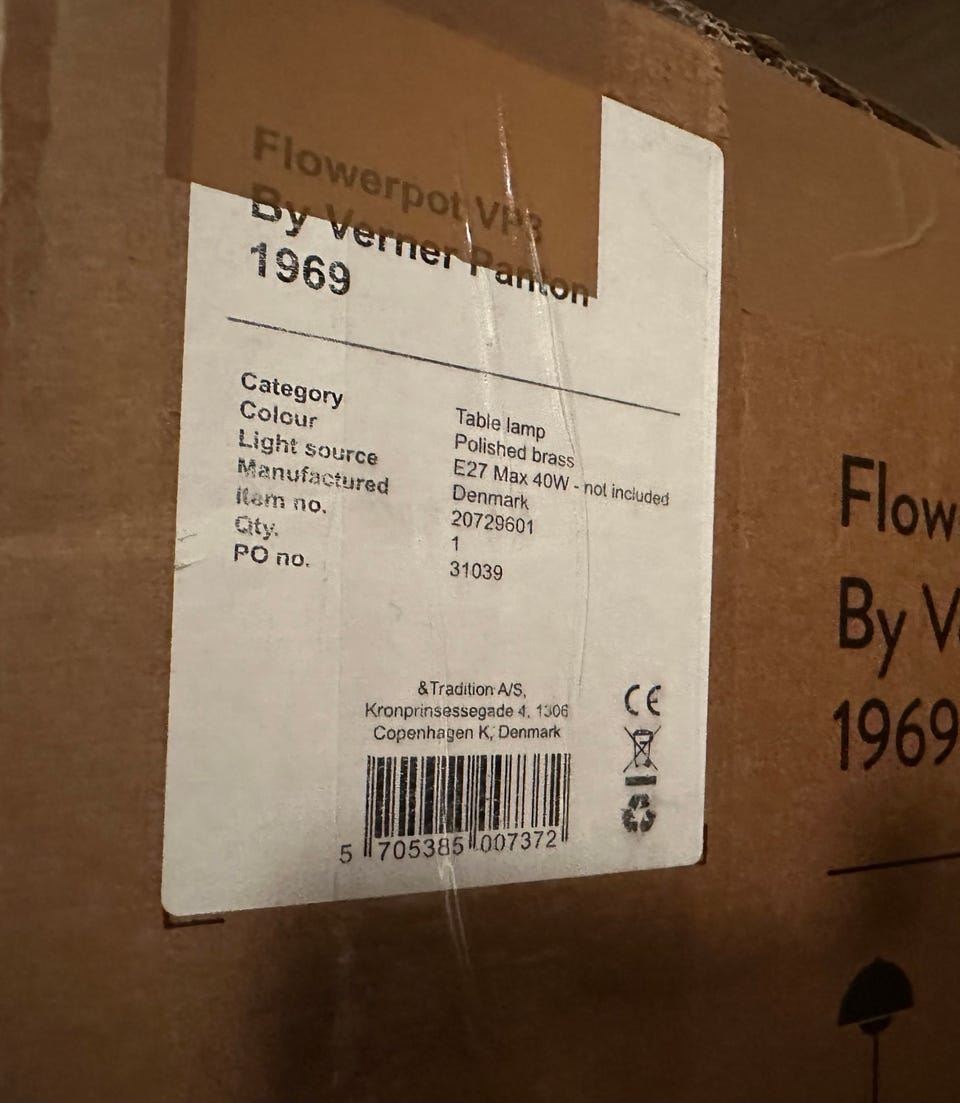 Flowerpot VP3
By Verner Panton
1969
Category Table lamp
Colour Polished brass
Light source E27 Max 40W - not included
Manufactured Denmark
Item no. 20729601
Qty. 1
PO no. 31039
&Tradition A/S,
Kronprinsessegade 4, 1306
Copenhagen K, Denmark
CE
5 705385 007372
Flow
By V
1969